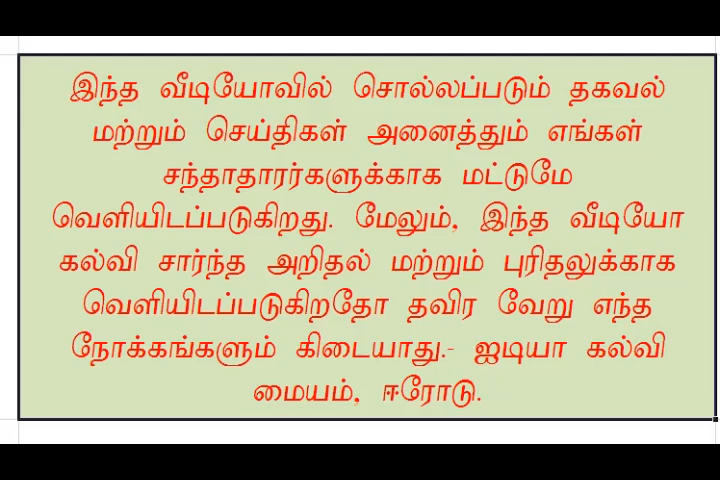 இந்த வீடியோவில் சொல்லப்படும் தகவல்
மற்றும் செய்திகள் அனைத்தும் எங்கள்
சந்தாதாரர்களுக்காக மட்டுமே
வெளியிடப்படுகிறது. மேலும், இந்த வீடியோ
கல்வி சார்ந்த அறிதல் மற்றும் புரிதலுக்காக
வெளியிடப்படுகிறதோ தவிர வேறு எந்த
நோக்கங்களும் கிடையாது.- ஐடியா கல்வி
மையம், ஈரோடு.